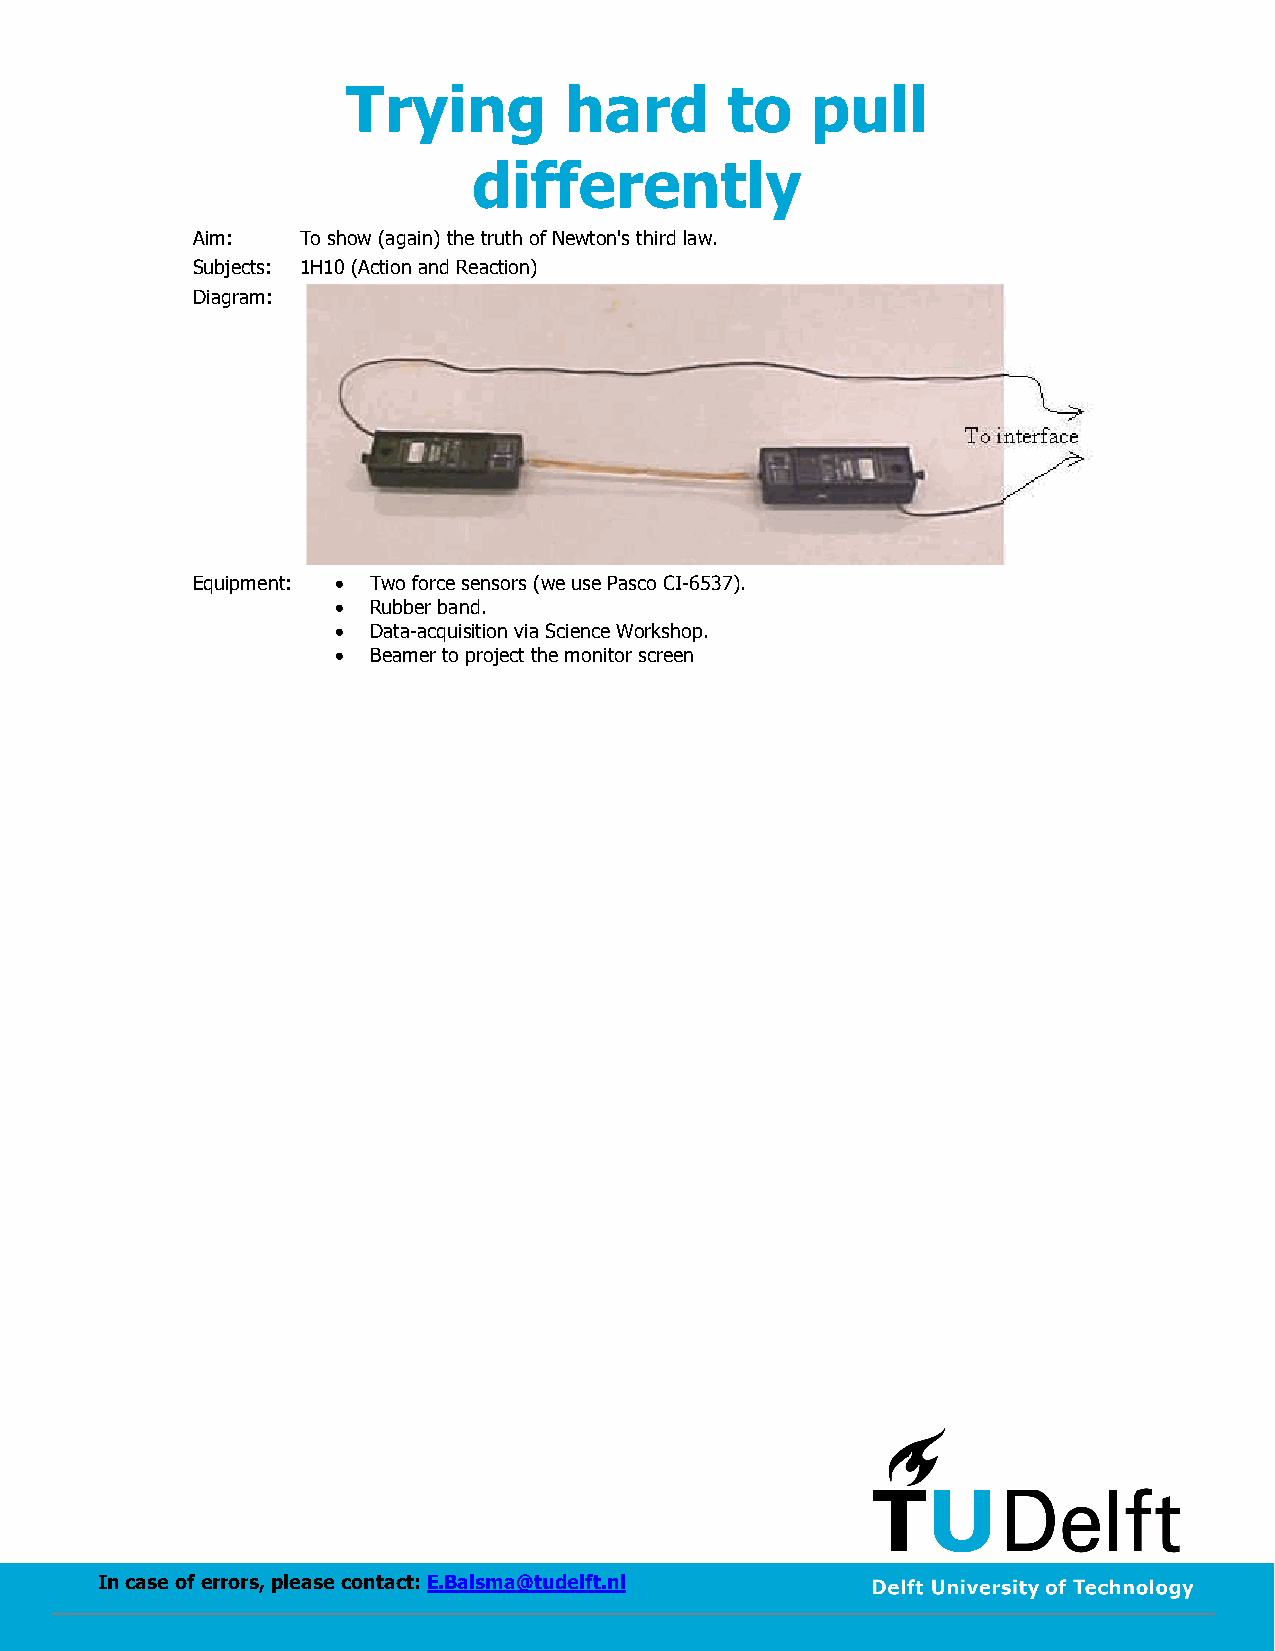 Trying hard to pull
differently
Aim: To show (again) the truth of Newton's third law.
Subjects: 1H10 (Action and Reaction)
Diagram:
To interface
Equipment: • Two force sensors (we use Pasco CI-6537).
• Rubber band.
• Data-acquisition via Science Workshop.
• Beamer to project the monitor screen
TUDelft
In case of errors, please contact: E.Balsma@tudelft.nl
Delft University of Technology